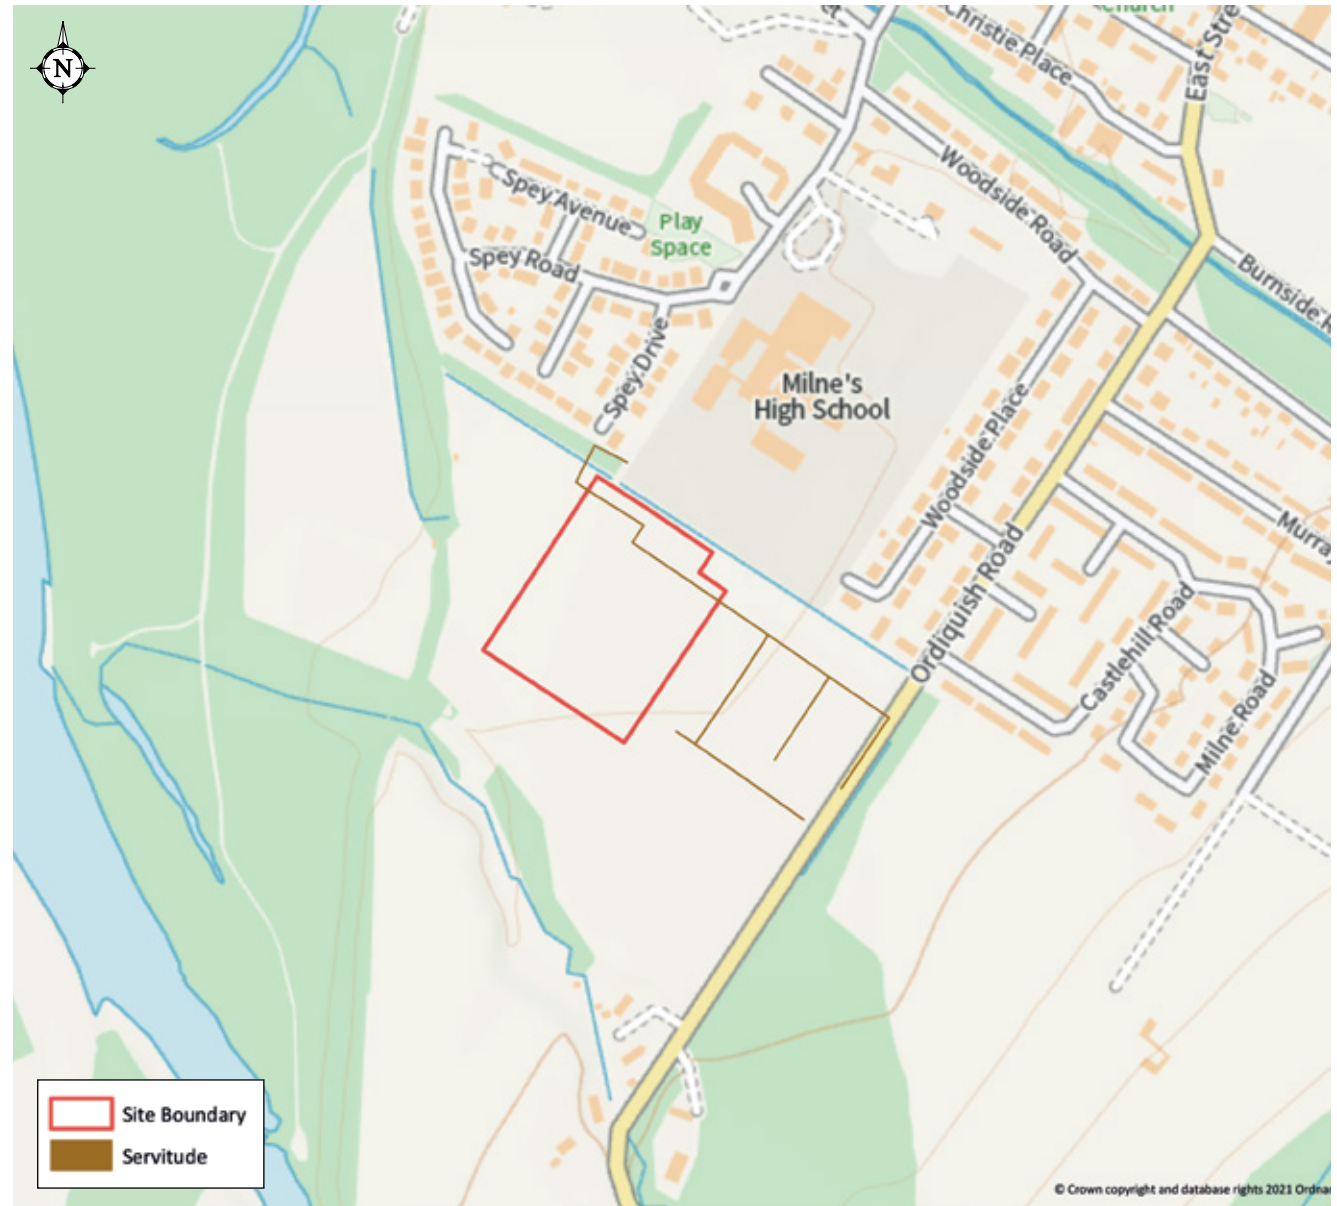 Church
Christie Place
East Stre
N
Woodside Road
Spey Avenue
Play
Space
Spey Road
Burnside R
Spey Drive
Milne's
High School
Woodside Place
Murray
Ordiquish Road
Castlehill Road
Milne Road
Site Boundary
Servitude
© Crown copyright and database rights 2021 Ordnan